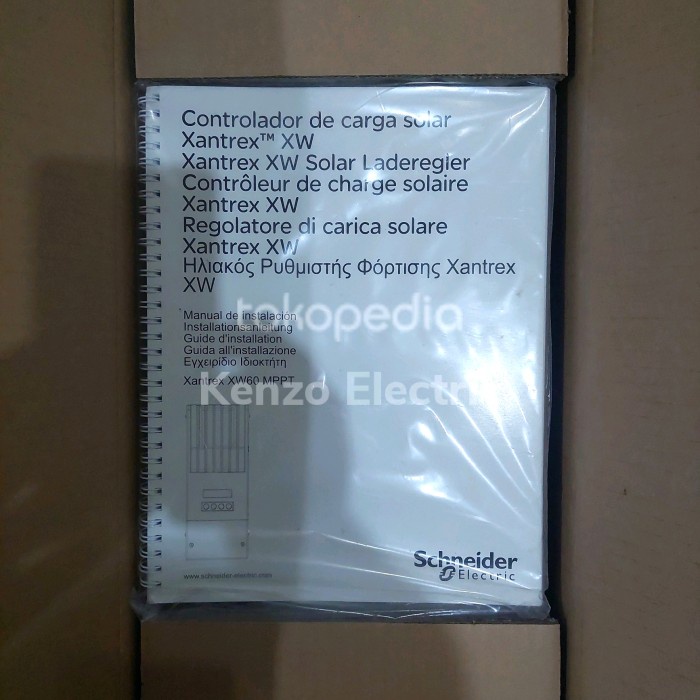 Controlador de carga solar
Xantrex™ XW
Xantrex XW Solar Laderegier
Contrôleur de charge solaire
Xantrex XW
Regolatore di carica solare
Xantrex XW
Ηλιακός Ρυθμιστής Φόρτισης Xantrex
XW
Manual de instalación
Installationsanleitung
Guide d'installation
Guida all'installazione
Εγχειρίδιο Ιδιοκτήτη
Xantrex XW60 MPPT
tokopedia
Kenzo Electric
www.schneider-electric.com
Schneider
Electric